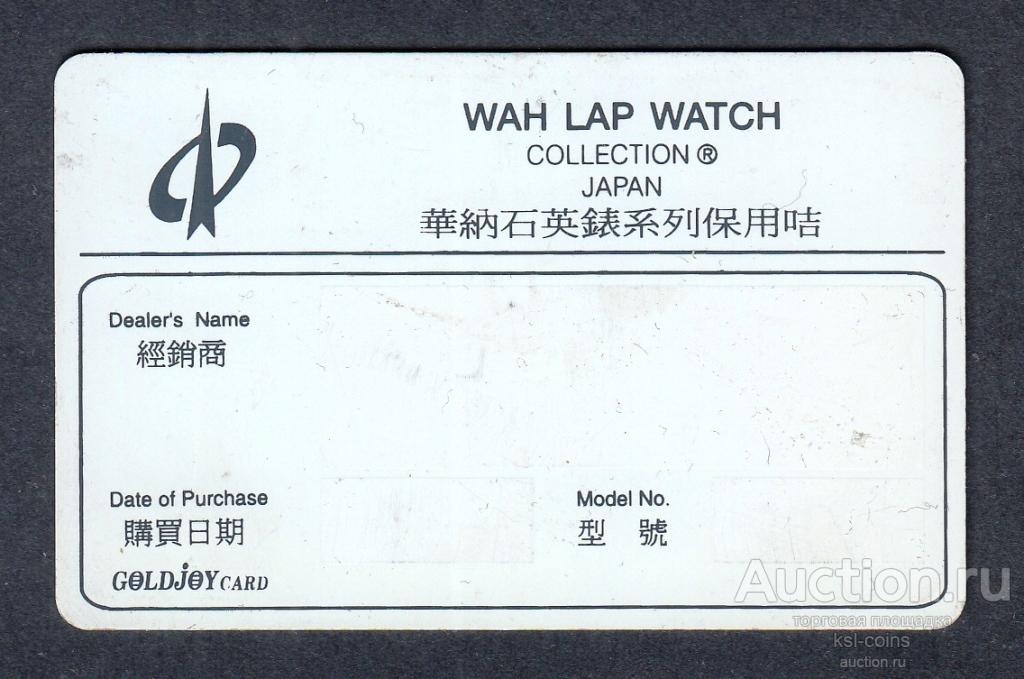 WAH LAP WATCH
COLLECTION ®
JAPAN
華納石英錶系列保用咭
Dealer's Name
經銷商
Date of Purchase
購買日期
Model No.
型 號
GOLDJOY CARD
Auction.ru
торговая площадка
ksl-coins
auction.ru